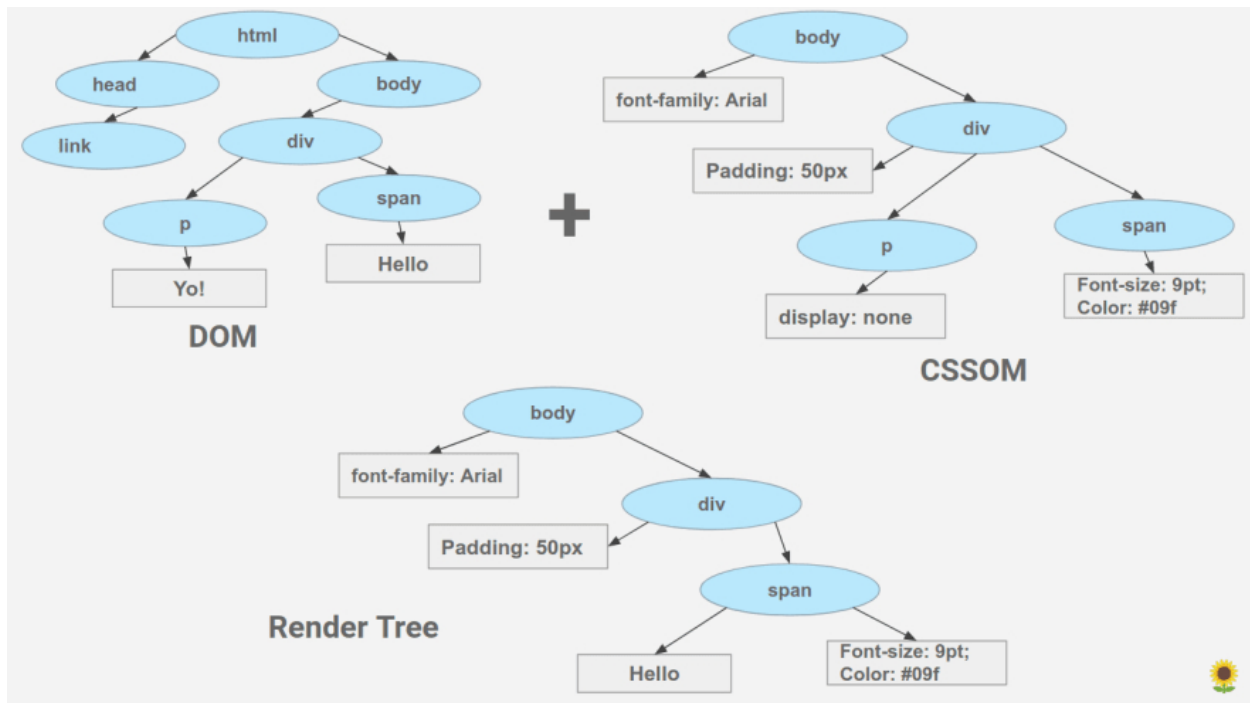 html
head
body
link
div
span
p
Hello
Yo!
DOM
body
font-family: Arial
div
Padding: 50px
span
p
Font-size: 9pt;
Color: #09f
display: none
CSSOM
body
font-family: Arial
div
Padding: 50px
span
Render Tree
Hello
Font-size: 9pt;
Color: #09f